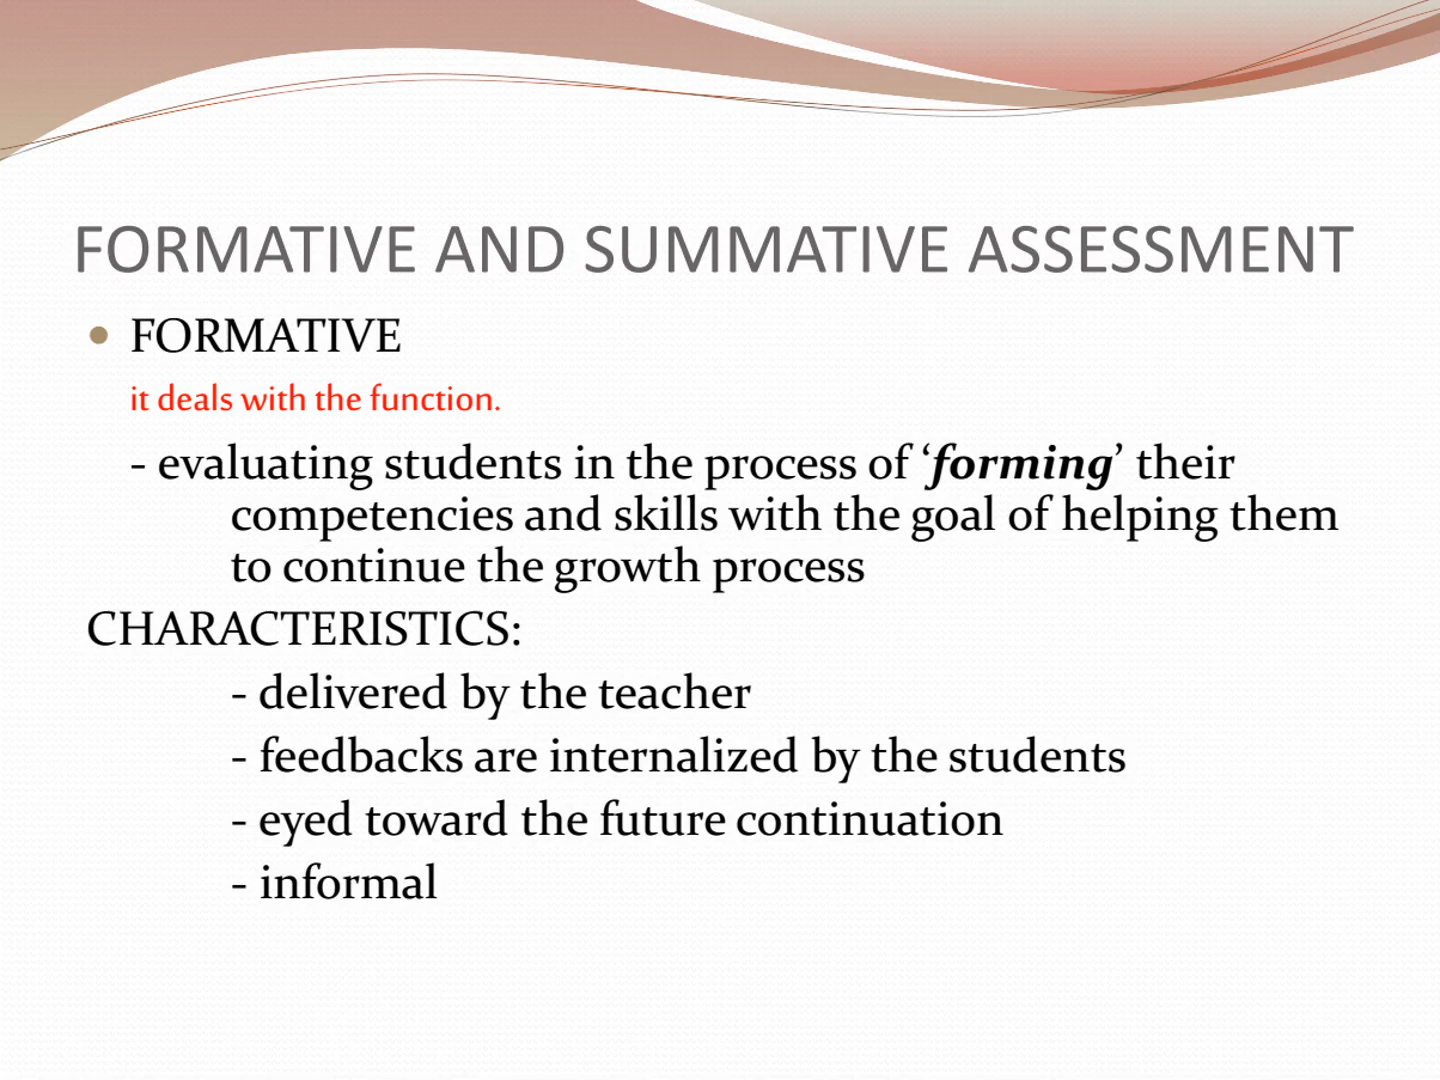 FORMATIVE AND SUMMATIVE ASSESSMENT
• FORMATIVE
it deals with the function.
- evaluating students in the process of ‘forming’ their
competencies and skills with the goal of helping them
to continue the growth process
CHARACTERISTICS:
- delivered by the teacher
- feedbacks are internalized by the students
- eyed toward the future continuation
- informal